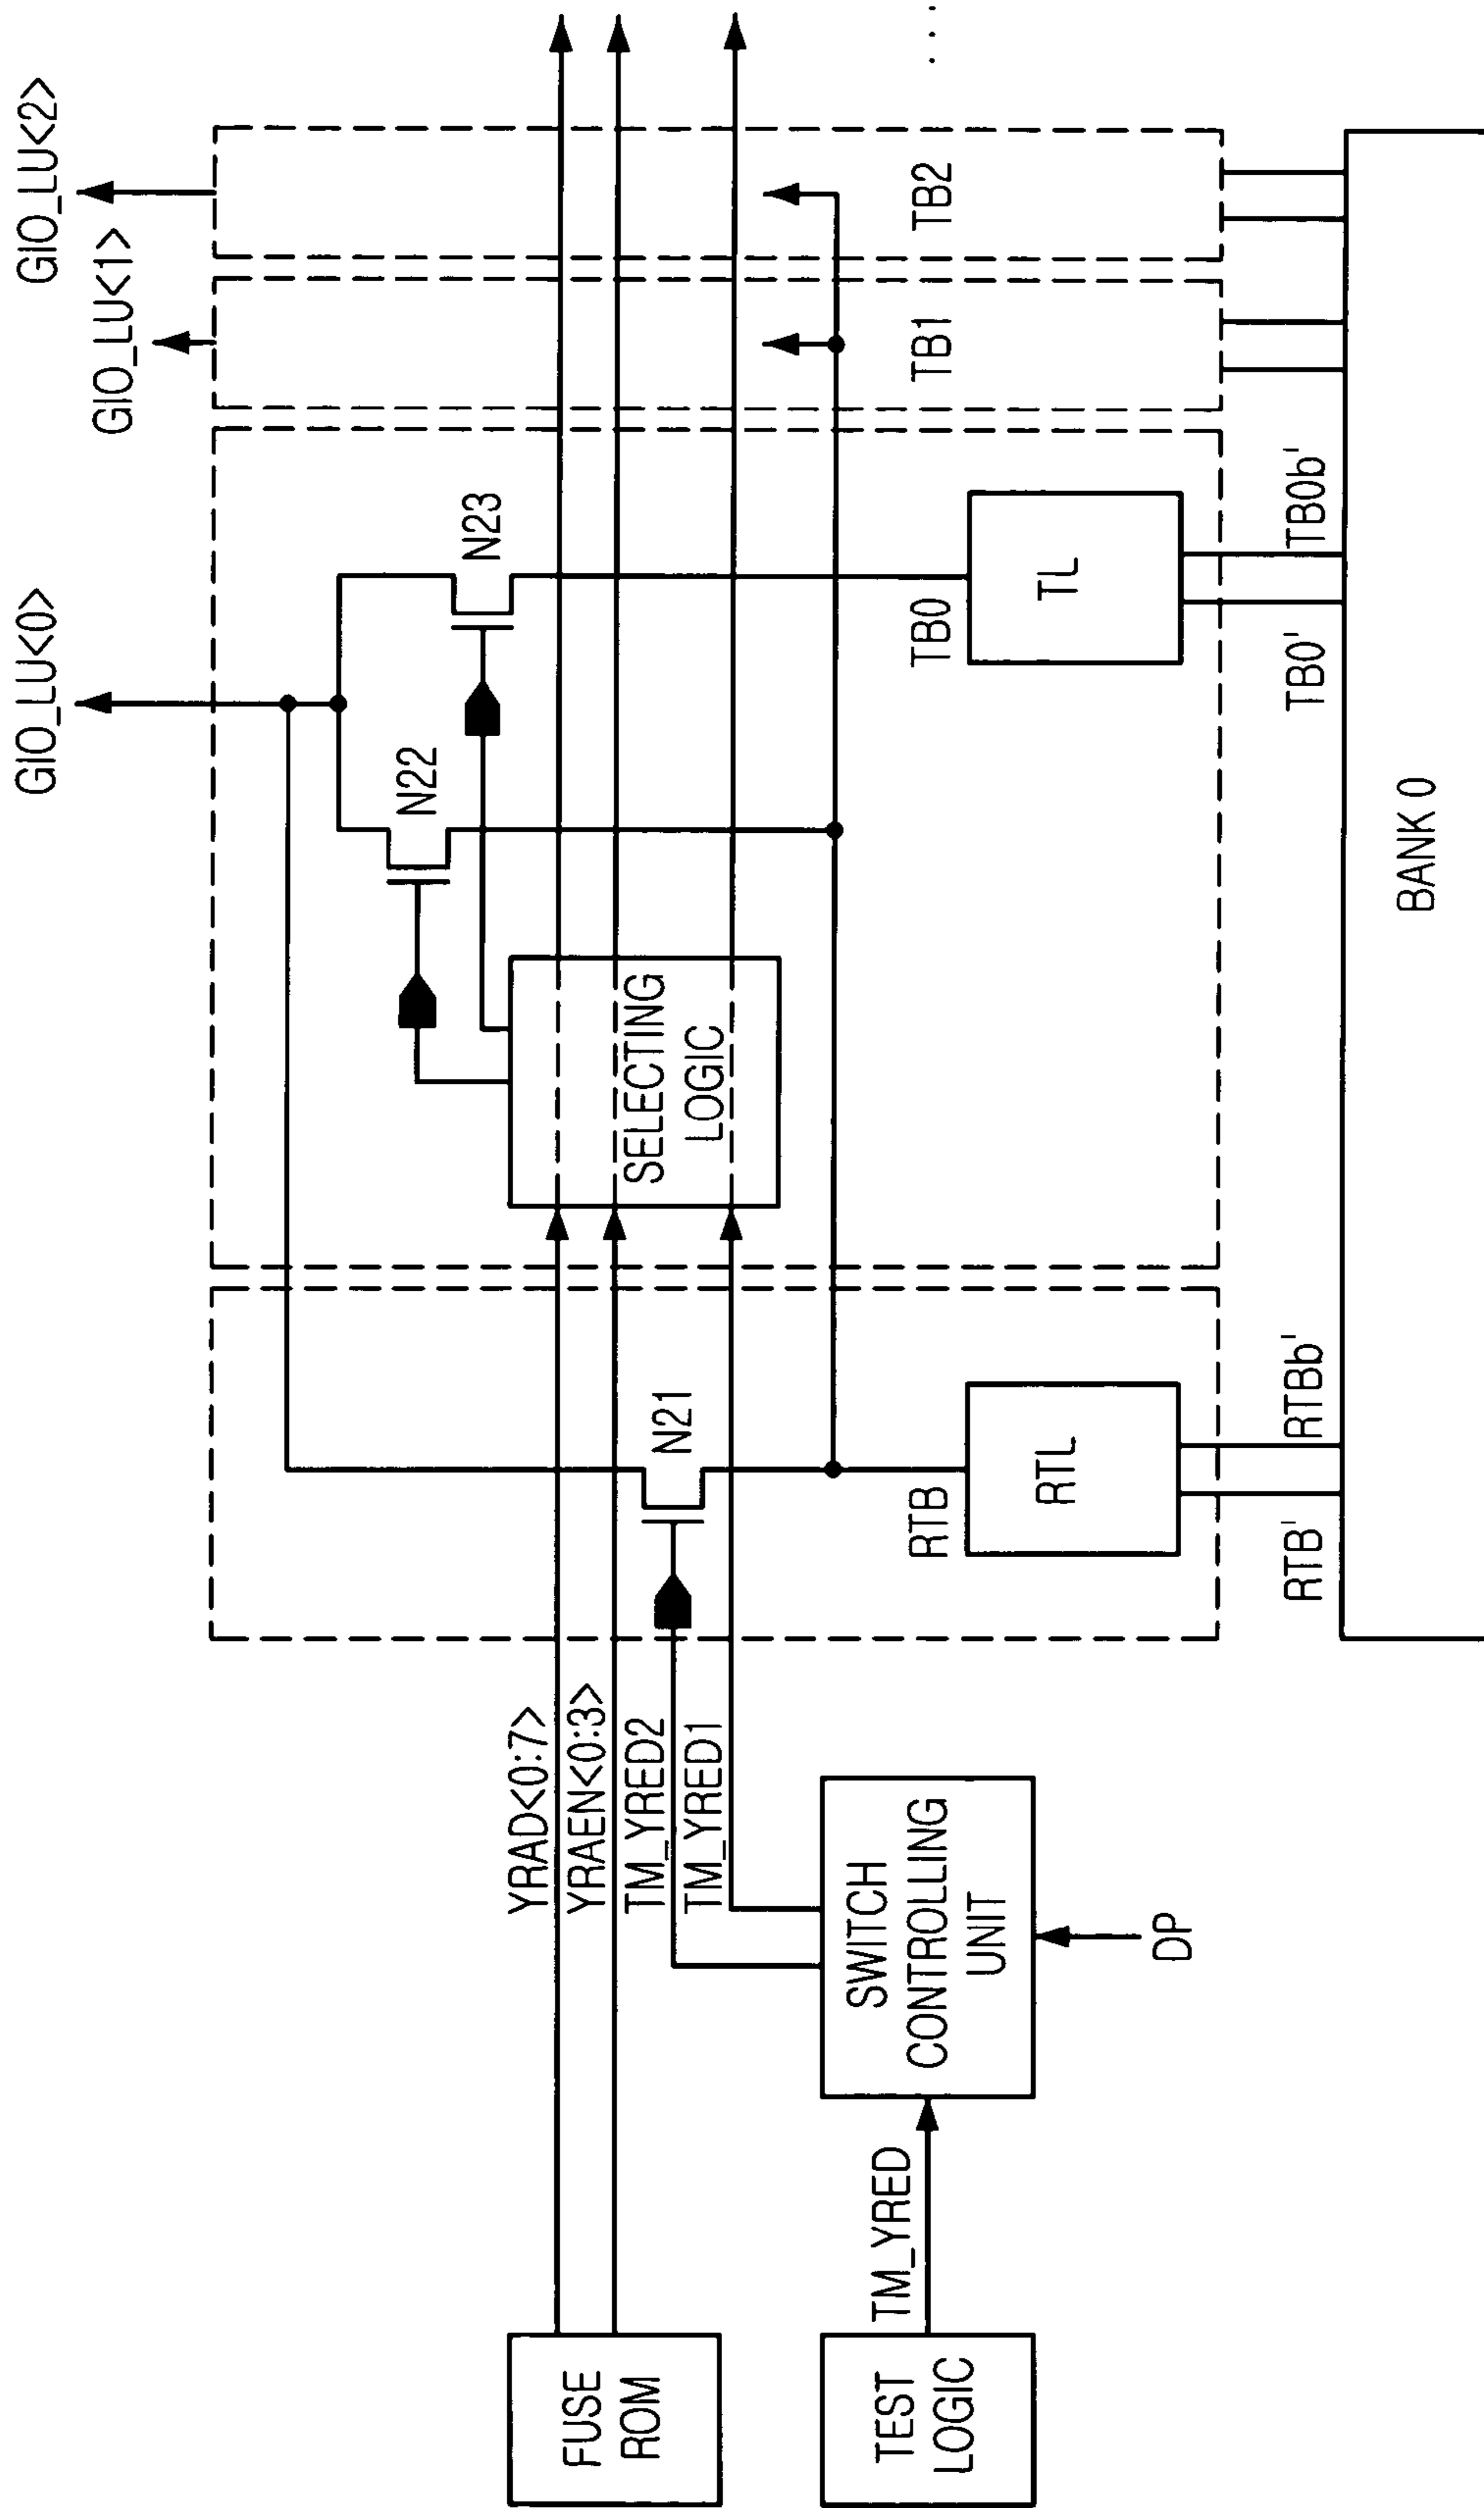 GIO_LU<0>
GIO_LU<1>
GIO_LU<2>
N22
N23
FUSE
ROM
YRAD<0:7>
YRAEN<0:3>
TM_YRED2
TM_YRED1
N21
SELECTING
LOGIC
TEST
LOGIC
TM_YRED
SWITCH
CONTROLLING
UNIT
DP
RTB
RTL
TB0
TL
TB1
TB2
...
RTB'
RTBb'
TB0'
TB0b'
BANK 0